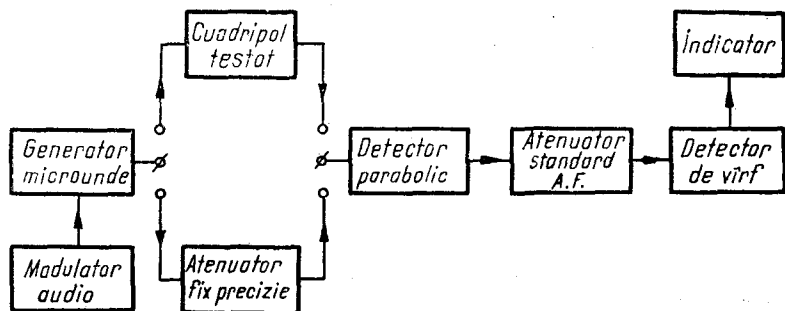 Cuadripol
testat
Indicator
Generator
microunde
Detector
parabolic
Atenuator
standard
A.F.
Detector
de vîrf
Modulator
audio
Atenuator
fix precizie